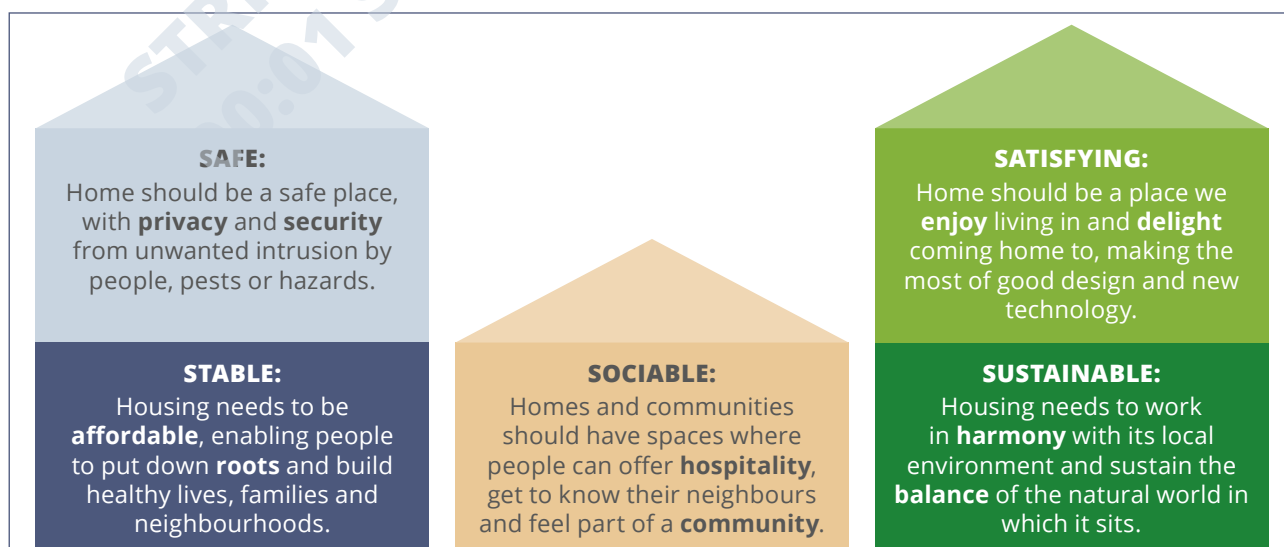 STR
00:01 S
SAFE:
Home should be a safe place,
with privacy and security
from unwanted intrusion by
people, pests or hazards.
STABLE:
Housing needs to be
affordable, enabling people
to put down roots and build
healthy lives, families and
neighbourhoods.
SOCIABLE:
Homes and communities
should have spaces where
people can offer hospitality,
get to know their neighbours
and feel part of a community.
SATISFYING:
Home should be a place we
enjoy living in and delight
coming home to, making the
most of good design and new
technology.
SUSTAINABLE:
Housing needs to work
in harmony with its local
environment and sustain the
balance of the natural world in
which it sits.